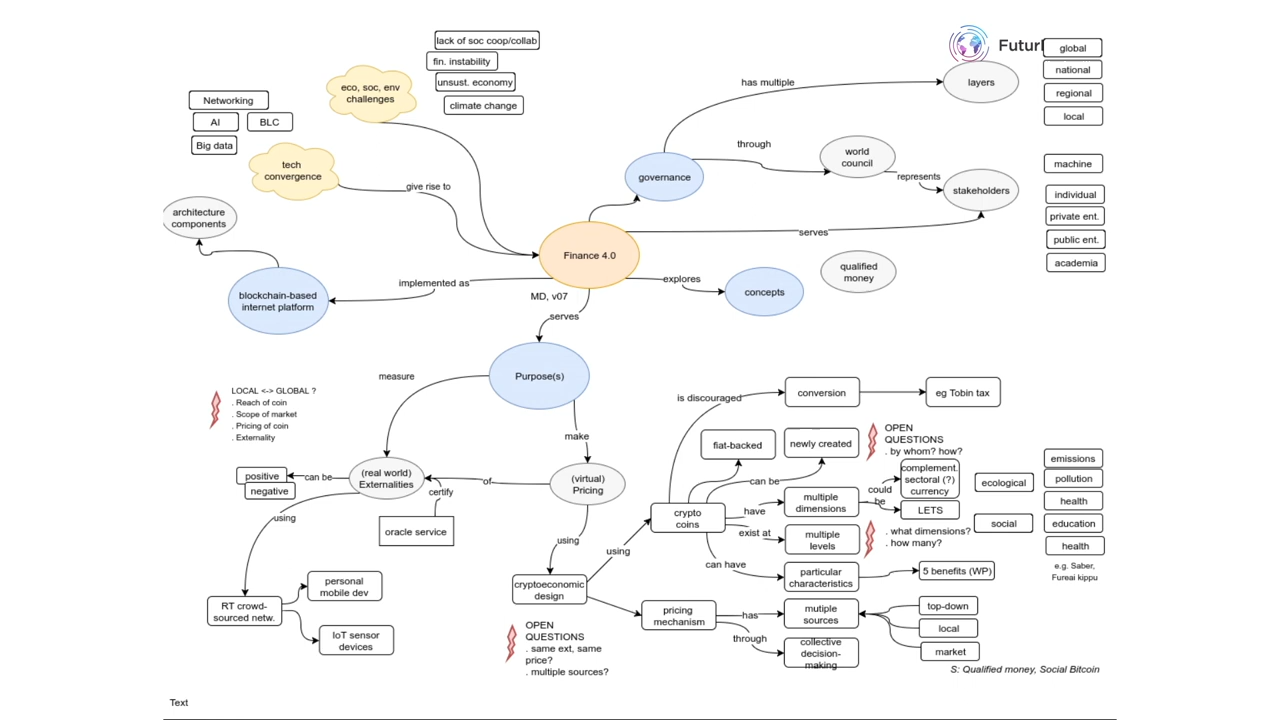 lack of soc coop/collab
fin. instability
unsust. economy
climate change
eco, soc, env
challenges
Networking
AI
BLC
Big data
tech
convergence
give rise to
architecture
components
blockchain-based
internet platform
implemented as
Finance 4.0
MD, v07
governance
has multiple
layers
through
world
council
represents
stakeholders
serves
explores
concepts
qualified
money
global
national
regional
local
machine
individual
private ent.
public ent.
academia
serves
Purpose(s)
measure
make
LOCAL <-> GLOBAL ?
. Reach of coin
. Scope of market
. Pricing of coin
. Externality
positive
negative
can be
(real world)
Externalities
of
(virtual)
Pricing
certify
oracle service
using
RT crowd-
sourced netw.
personal
mobile dev
IoT sensor
devices
using
cryptoeconomic
design
OPEN
QUESTIONS
. same ext, same
price?
. multiple sources?
using
crypto
coins
is discouraged
conversion
eg Tobin tax
fiat-backed
newly created
can be
OPEN
QUESTIONS
. by whom? how?
have
multiple
dimensions
could
be
complement.
sectoral (?)
currency
LETS
ecological
social
emissions
pollution
health
education
health
e.g. Saber,
Fureai kippu
exist at
multiple
levels
. what dimensions?
. how many?
can have
particular
characteristics
5 benefits (WP)
pricing
mechanism
has
mutiple
sources
top-down
local
market
through
collective
decision-
making
S: Qualified money, Social Bitcoin
Text